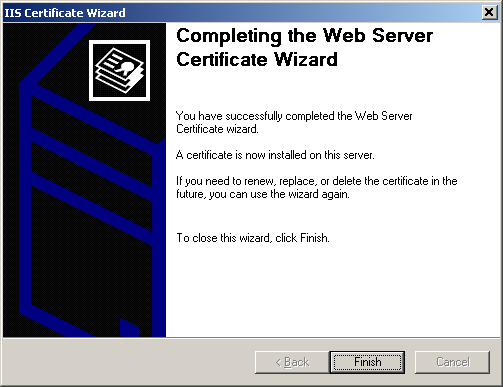 IIS Certificate Wizard
Completing the Web Server
Certificate Wizard
You have successfully completed the Web Server
Certificate wizard.
A certificate is now installed on this server.
If you need to renew, replace, or delete the certificate in the
future, you can use the wizard again.
To close this wizard, click Finish.
< Back
Finish
Cancel